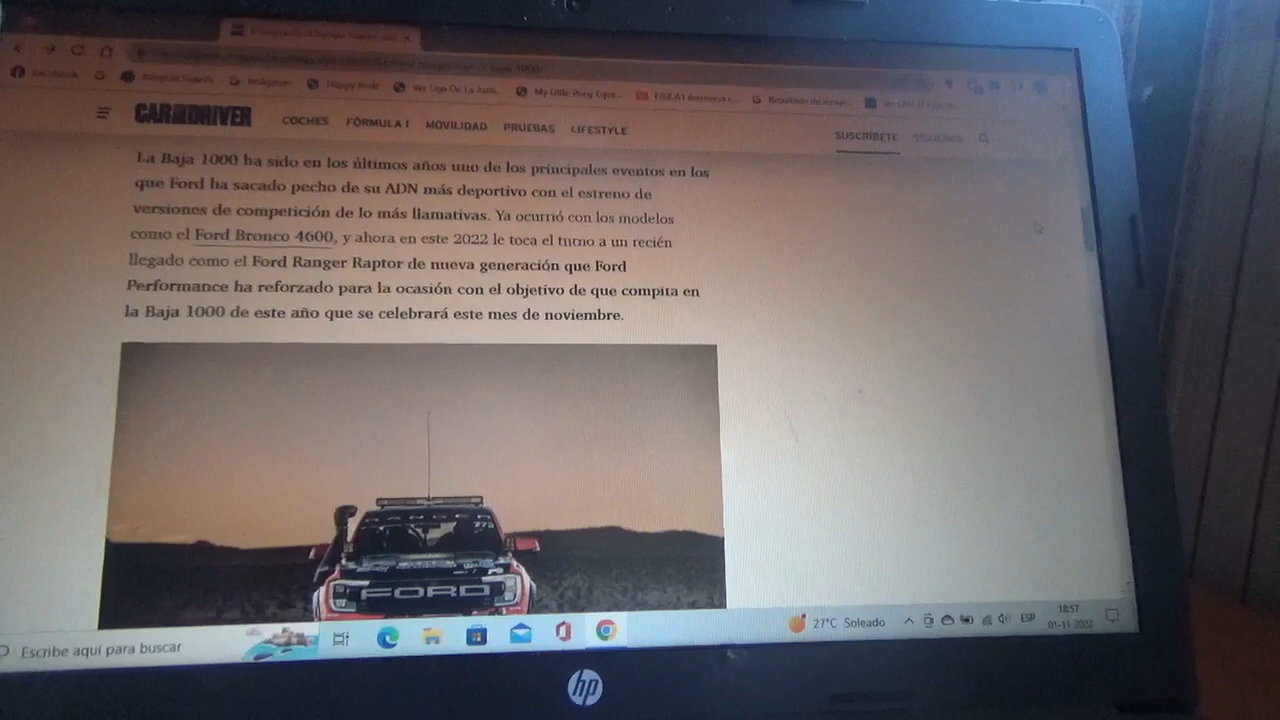 CAR DRIVER
COCHES FÓRMULA 1 MOVILIDAD PRUEBAS LIFESTYLE
SUSCRÍBETE SÍGUENOS
La Baja 1000 ha sido en los últimos años uno de los principales eventos en los
que Ford ha sacado pecho de su ADN más deportivo con el estreno de
versiones de competición de lo más llamativas. Ya ocurrió con los modelos
como el Ford Bronco 4600, y ahora en este 2022 le toca el turno a un recién
llegado como el Ford Ranger Raptor de nueva generación que Ford
Performance ha reforzado para la ocasión con el objetivo de que compita en
la Baja 1000 de este año que se celebrará este mes de noviembre.
RANGER
773
FORD
Escribe aquí para buscar
27°C Soleado
ESP
18:57
01-11-2022
hp